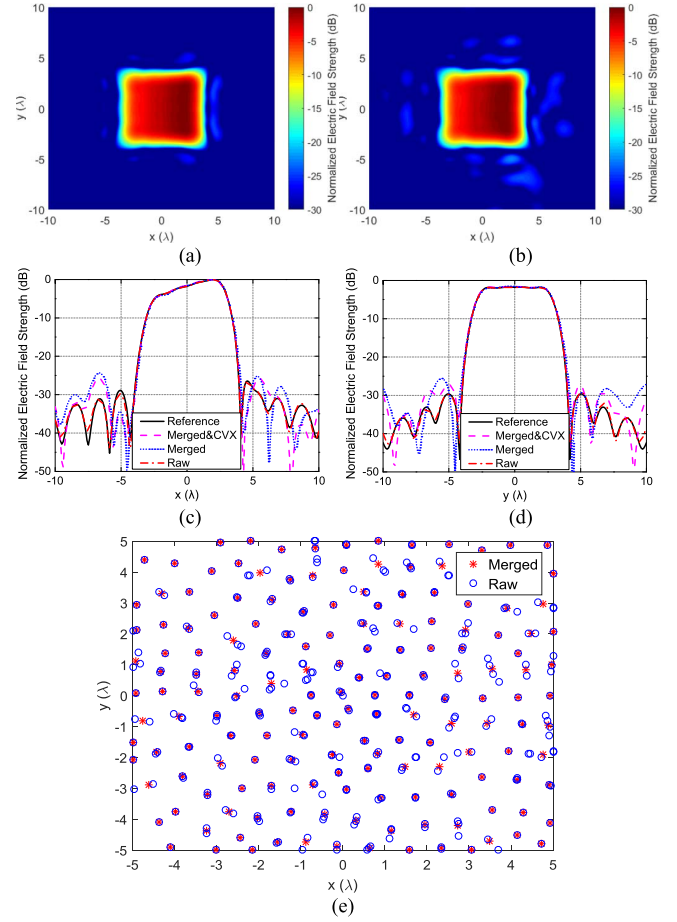 10
5
0
-5
-10
-10 -5 0 5 10
y (λ)
x (λ)
0
-5
-10
-15
-20
-25
-30
Normalized Electric Field Strength (dB)
(a)
10
5
0
-5
-10
-10 -5 0 5 10
y (λ)
x (λ)
0
-5
-10
-15
-20
-25
-30
Normalized Electric Field Strength (dB)
(b)
Normalized Electric Field Strength (dB)
0
-10
-20
-30
-40
-50
-10 -5 0 5 10
x (λ)
Reference
Merged&CVX
Merged
Raw
(c)
Normalized Electric Field Strength (dB)
0
-10
-20
-30
-40
-50
-10 -5 0 5 10
y (λ)
Reference
Merged&CVX
Merged
Raw
(d)
5
4
3
2
1
0
-1
-2
-3
-4
-5
-5 -4 -3 -2 -1 0 1 2 3 4 5
y (λ)
x (λ)
Merged
Raw
(e)